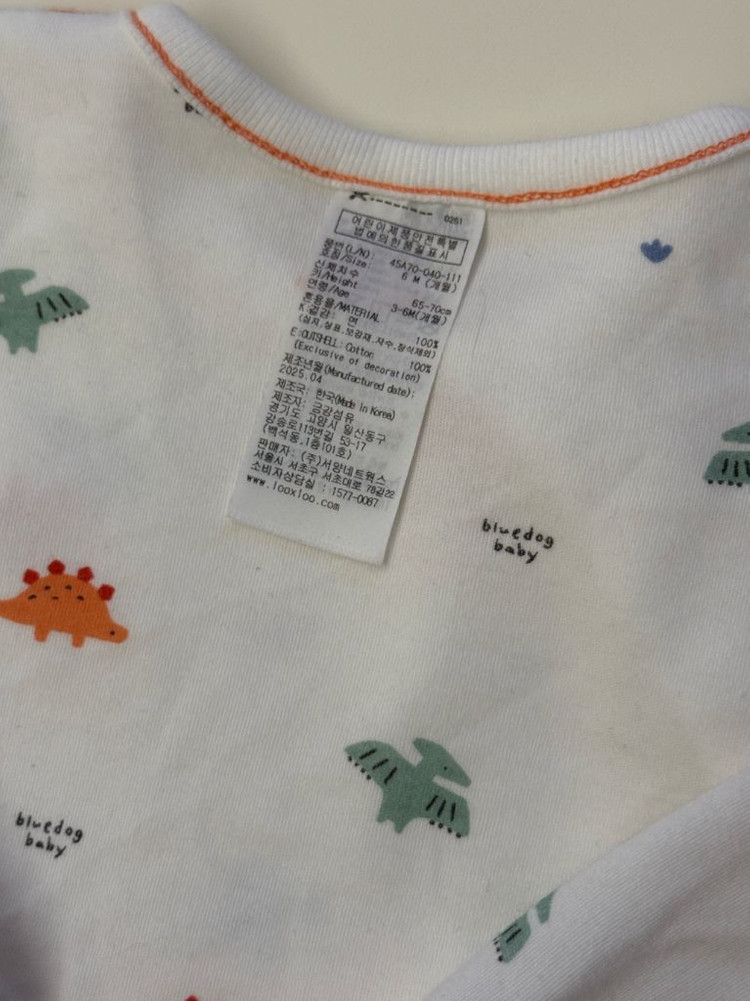 0261
어린이제품안전특별
법에의한품질표시
품번(L/N): 45A70-040-111
호칭/Size: 6 M (개월)
신체치수
키/Height 65-70cm
연령/Age 3-6M(개월)
혼용율/MATERIAL
K:겉감: 면 100%
(심지,상표,보강재,자수,장식제외)
E:OUTSHELL: Cotton 100%
(Exclusive of decoration)
제조년월(Manufactured date):
2025.04
제조국: 한국(Made in Korea)
제조자: 금강섬유
경기도 고양시 일산동구
강송로113번길 53-17
(백석동,1층101호)
판매자: (주)서양네트웍스
서울시 서초구 서초대로 78길22
소비자상담실 : 1577-0087
www.looxloo.com
bluedog
baby
bluedog
baby